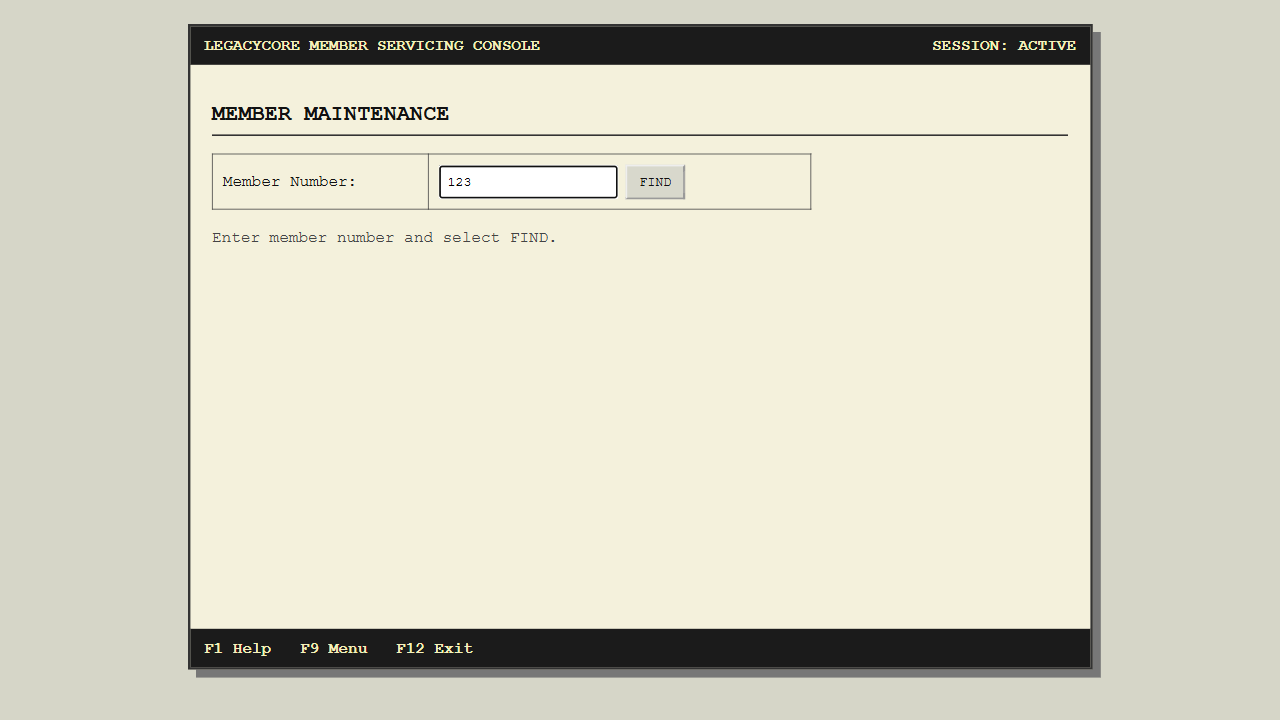 LEGACYCORE MEMBER SERVICING CONSOLE SESSION: ACTIVE
MEMBER MAINTENANCE
Member Number: 123 FIND
Enter member number and select FIND.
F1 Help F9 Menu F12 Exit